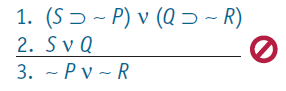 1. (S ⊃ ~ P) v (Q ⊃ ~ R)
2. S v Q
3. ~ P v ~ R